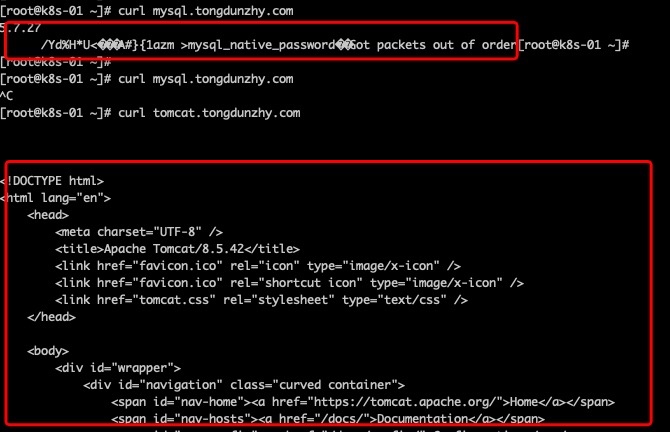 [root@k8s-01 ~]# curl mysql.tongdunzhy.com
5.7.27
/Yd%H*U<���A#}{1azm >mysql_native_password��Got packets out of order[root@k8s-01 ~]#
[root@k8s-01 ~]#
[root@k8s-01 ~]# curl mysql.tongdunzhy.com
^C
[root@k8s-01 ~]# curl tomcat.tongdunzhy.com
<!DOCTYPE html>
<html lang="en">
<head>
<meta charset="UTF-8" />
<title>Apache Tomcat/8.5.42</title>
<link href="favicon.ico" rel="icon" type="image/x-icon" />
<link href="favicon.ico" rel="shortcut icon" type="image/x-icon" />
<link href="tomcat.css" rel="stylesheet" type="text/css" />
</head>
<body>
<div id="wrapper">
<div id="navigation" class="curved container">
<span id="nav-home"><a href="https://tomcat.apache.org/">Home</a></span>
<span id="nav-hosts"><a href="/docs/">Documentation</a></span>